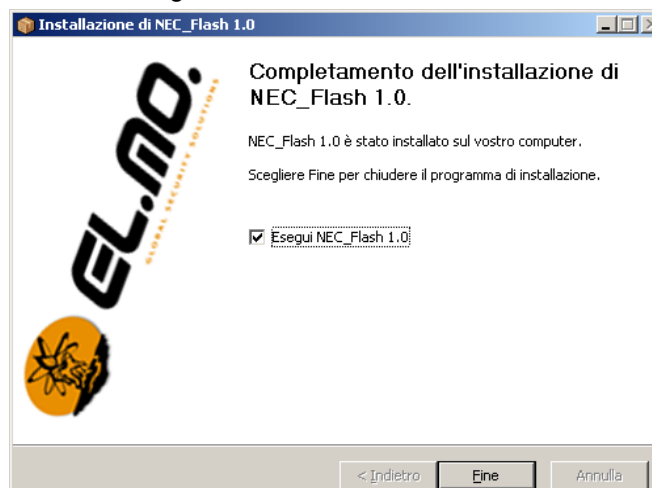 Installazione di NEC_Flash 1.0
Completamento dell'installazione di
NEC_Flash 1.0.
NEC_Flash 1.0 è stato installato sul vostro computer.
Scegliere Fine per chiudere il programma di installazione.
Esegui NEC_Flash 1.0
EL.MO.
GLOBAL SECURITY SOLUTIONS
< Indietro
Fine
Annulla